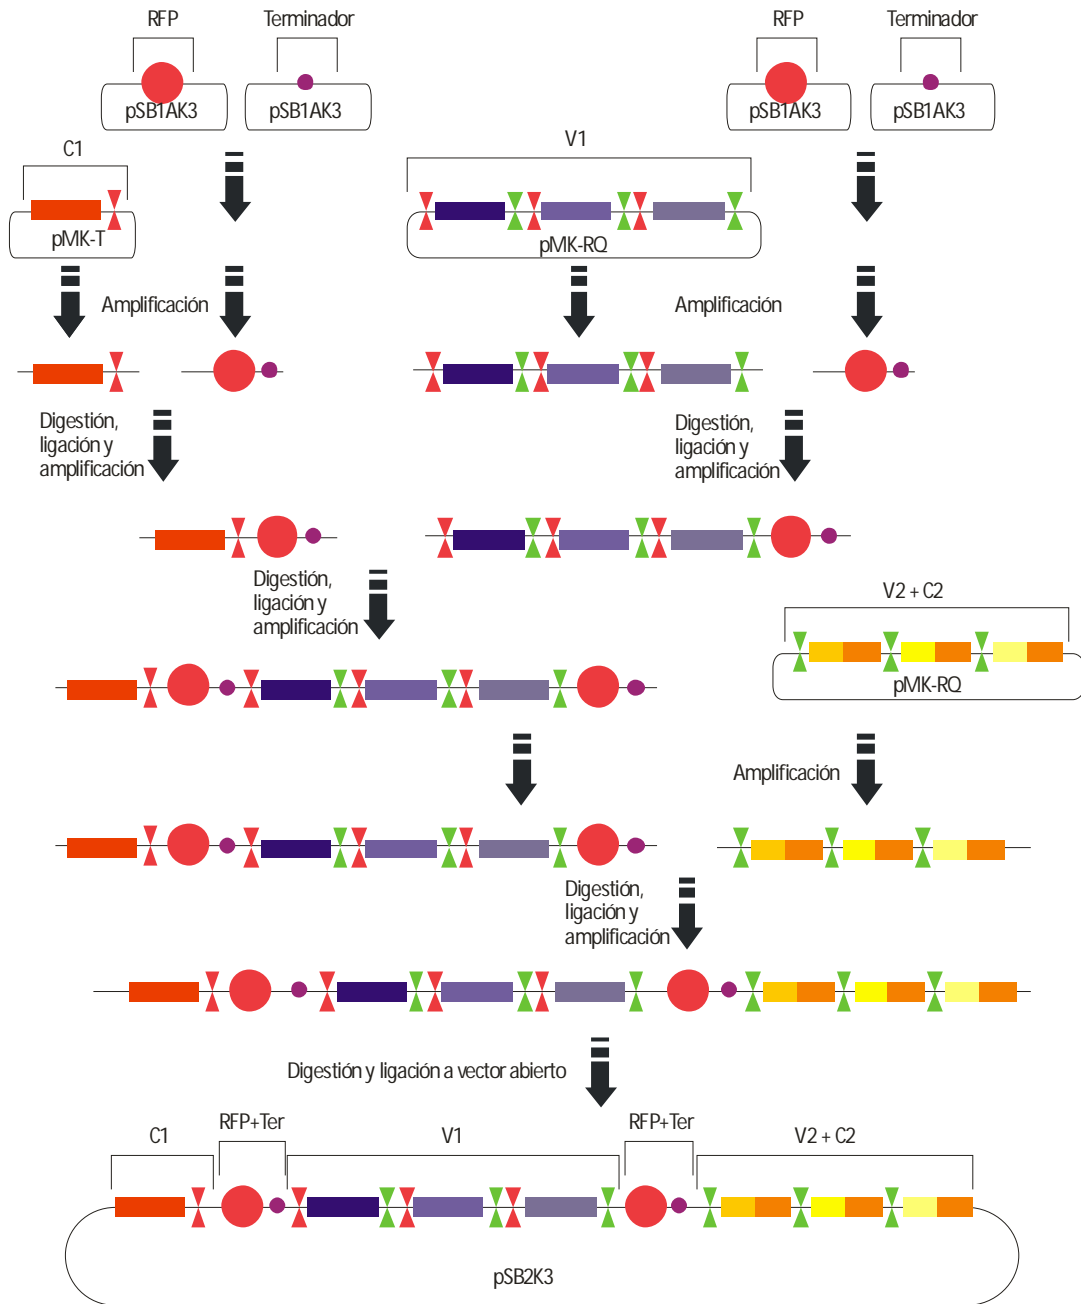 RFP
Terminador
RFP
Terminador
pSB1AK3
pSB1AK3
pSB1AK3
pSB1AK3
C1
V1
pMK-T
pMK-RQ
Amplificación
Amplificación
Digestión,
ligación y
amplificación
Digestión,
ligación y
amplificación
Digestión,
ligación y
amplificación
V2 + C2
pMK-RQ
Amplificación
Digestión,
ligación y
amplificación
Digestión y ligación a vector abierto
C1
RFP+Ter
V1
RFP+Ter
V2 + C2
pSB2K3